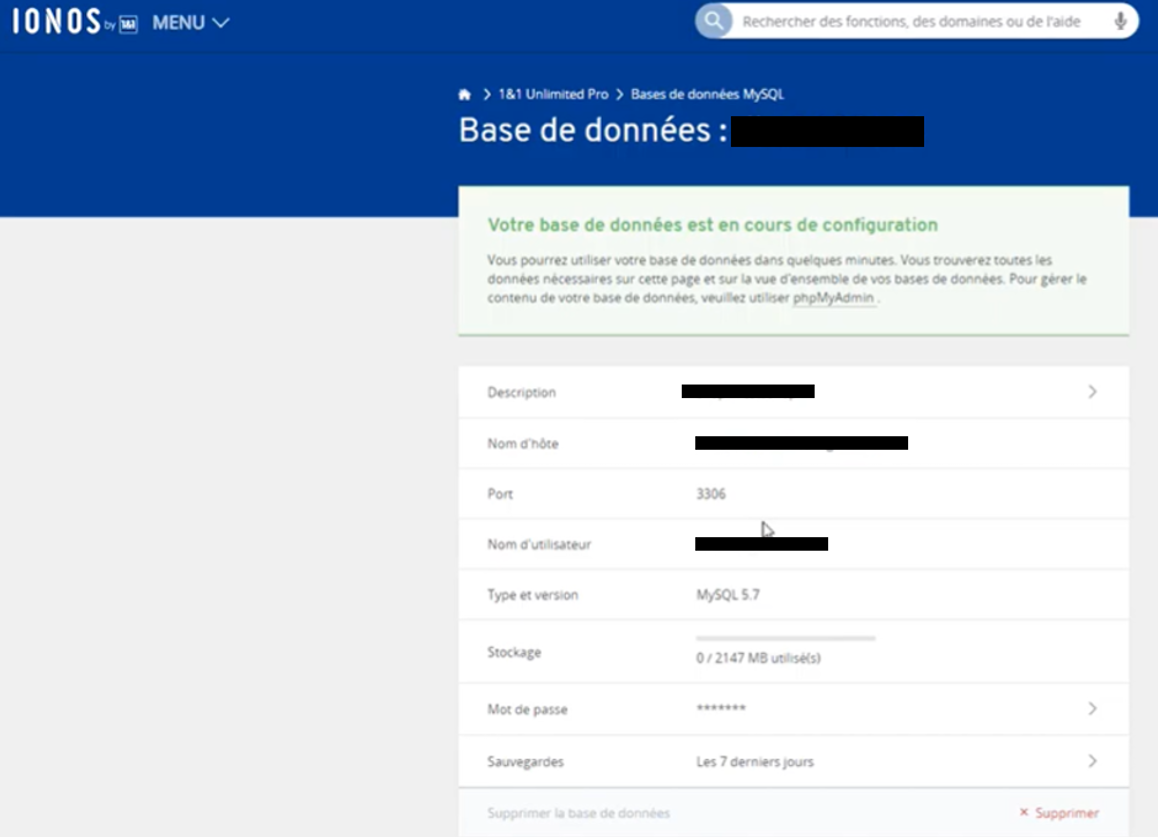 IONOS by 1&1 MENU
Rechercher des fonctions, des domaines ou de l'aide
1&1 Unlimited Pro > Bases de données MySQL
Base de données :
Votre base de données est en cours de configuration
Vous pourrez utiliser votre base de données dans quelques minutes. Vous trouverez toutes les
données nécessaires sur cette page et sur la vue d'ensemble de vos bases de données. Pour gérer le
contenu de votre base de données, veuillez utiliser phpMyAdmin .
Description
Nom d'hôte
Port 3306
Nom d'utilisateur
Type et version MySQL 5.7
Stockage
0 / 2147 MB utilisé(s)
Mot de passe *******
Sauvegardes Les 7 derniers jours
Supprimer la base de données × Supprimer